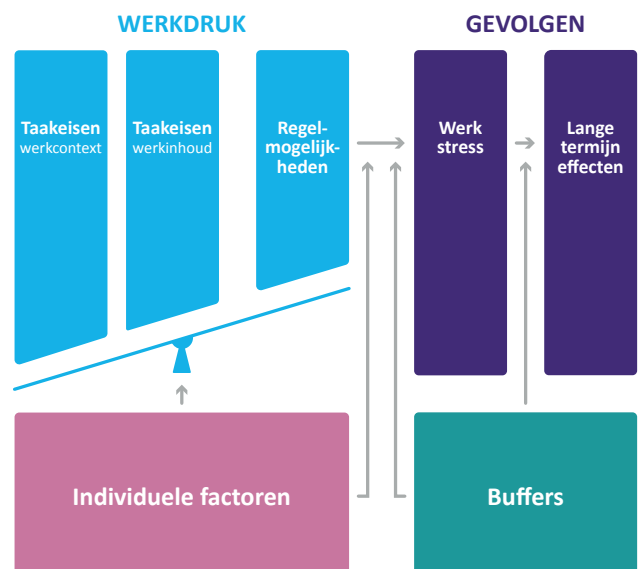 WERKDRUK
GEVOLGEN
Taakeisen
werkcontext
Taakeisen
werkinhoud
Regel-
mogelijk-
heden
Werk
stress
Lange
termijn
effecten
Individuele factoren
Buffers